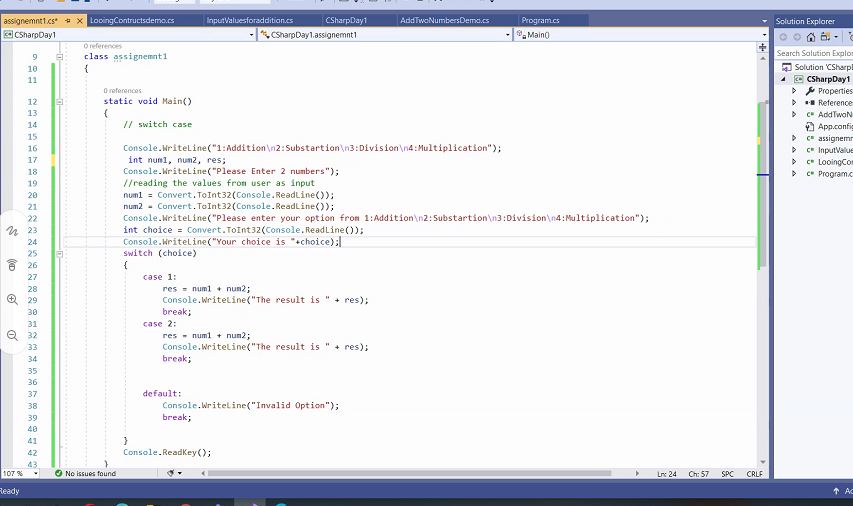 assignemnt1.cs*
LooingContructsdemo.cs
InputValuesforaddition.cs
CSharpDay1
AddTwoNumbersDemo.cs
Program.cs
Solution Explorer
CSharpDay1
CSharpDay1.assignemnt1
Main()
Search Solution Explor
Solution 'CSharpD
CSharpDay1
Properties
Reference
AddTwoN
App.config
assignem
InputValue
LooingCon
Program.c
0 references
9 class assignemnt1
10 {
11
0 references
12 static void Main()
13 {
14 // switch case
15
16 Console.WriteLine("1:Addition\n2:Substartion\n3:Division\n4:Multiplication");
17 int num1, num2, res;
18 Console.WriteLine("Please Enter 2 numbers");
19 //reading the values from user as input
20 num1 = Convert.ToInt32(Console.ReadLine());
21 num2 = Convert.ToInt32(Console.ReadLine());
22 Console.WriteLine("Please enter your option from 1:Addition\n2:Substartion\n3:Division\n4:Multiplication");
23 int choice = Convert.ToInt32(Console.ReadLine());
24 Console.WriteLine("Your choice is "+choice);
25 switch (choice)
26 {
27 case 1:
28 res = num1 + num2;
29 Console.WriteLine("The result is " + res);
30 break;
31 case 2:
32 res = num1 + num2;
33 Console.WriteLine("The result is " + res);
34 break;
35
36
37 default:
38 Console.WriteLine("Invalid Option");
39 break;
40
41 }
42 Console.ReadKey();
43 }
107 %
No issues found
Ln: 24
Ch: 57
SPC
CRLF
Ready